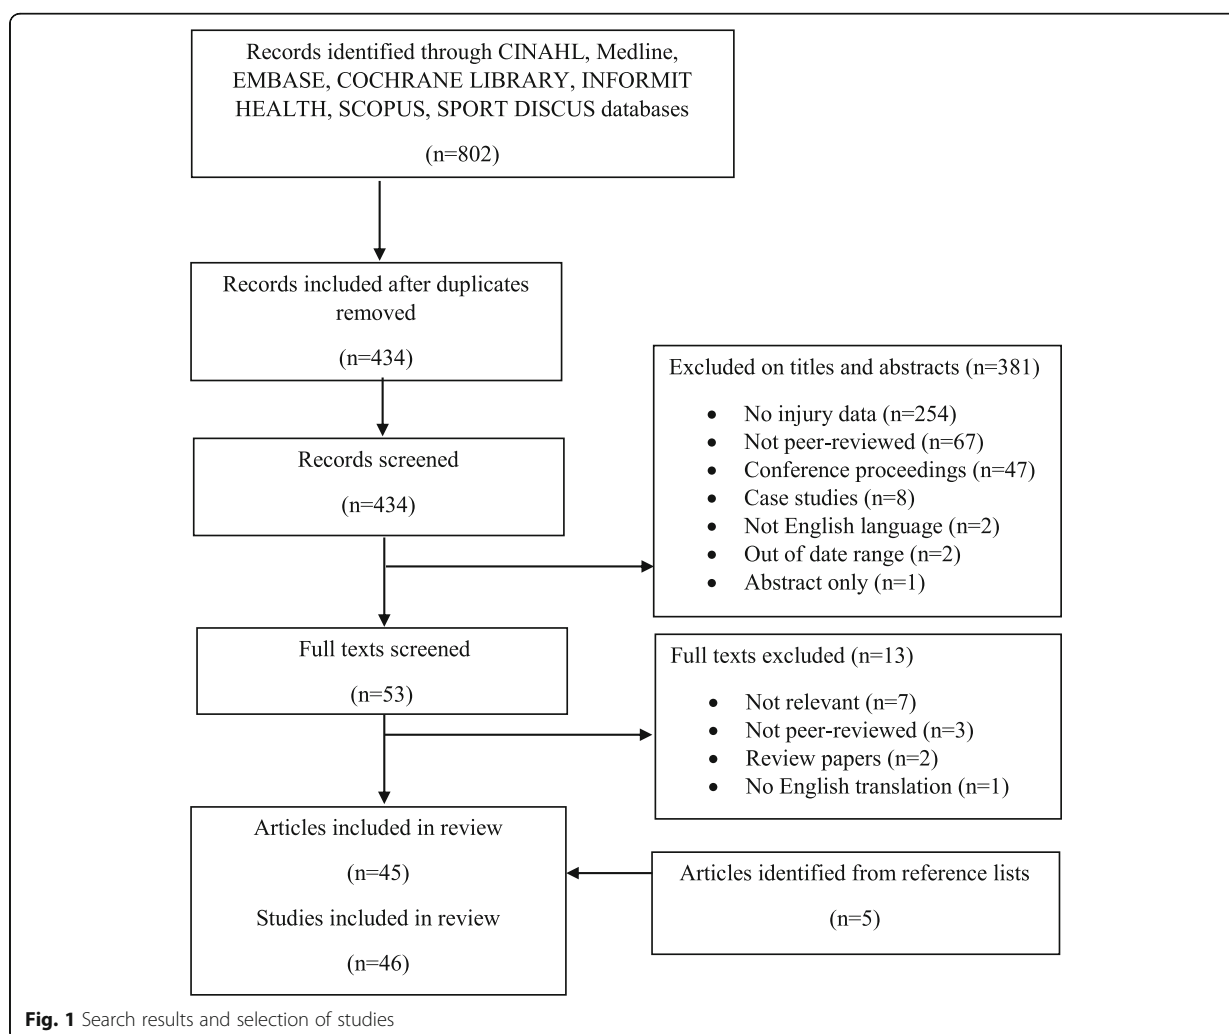 Records identified through CINAHL, Medline,
EMBASE, COCHRANE LIBRARY, INFORMIT
HEALTH, SCOPUS, SPORT DISCUS databases
(n=802)
Records included after duplicates
removed
(n=434)
Records screened
(n=434)
Excluded on titles and abstracts (n=381)
• No injury data (n=254)
• Not peer-reviewed (n=67)
• Conference proceedings (n=47)
• Case studies (n=8)
• Not English language (n=2)
• Out of date range (n=2)
• Abstract only (n=1)
Full texts screened
(n=53)
Full texts excluded (n=13)
• Not relevant (n=7)
• Not peer-reviewed (n=3)
• Review papers (n=2)
• No English translation (n=1)
Articles included in review
(n=45)
Studies included in review
(n=46)
Articles identified from reference lists
(n=5)
Fig. 1 Search results and selection of studies